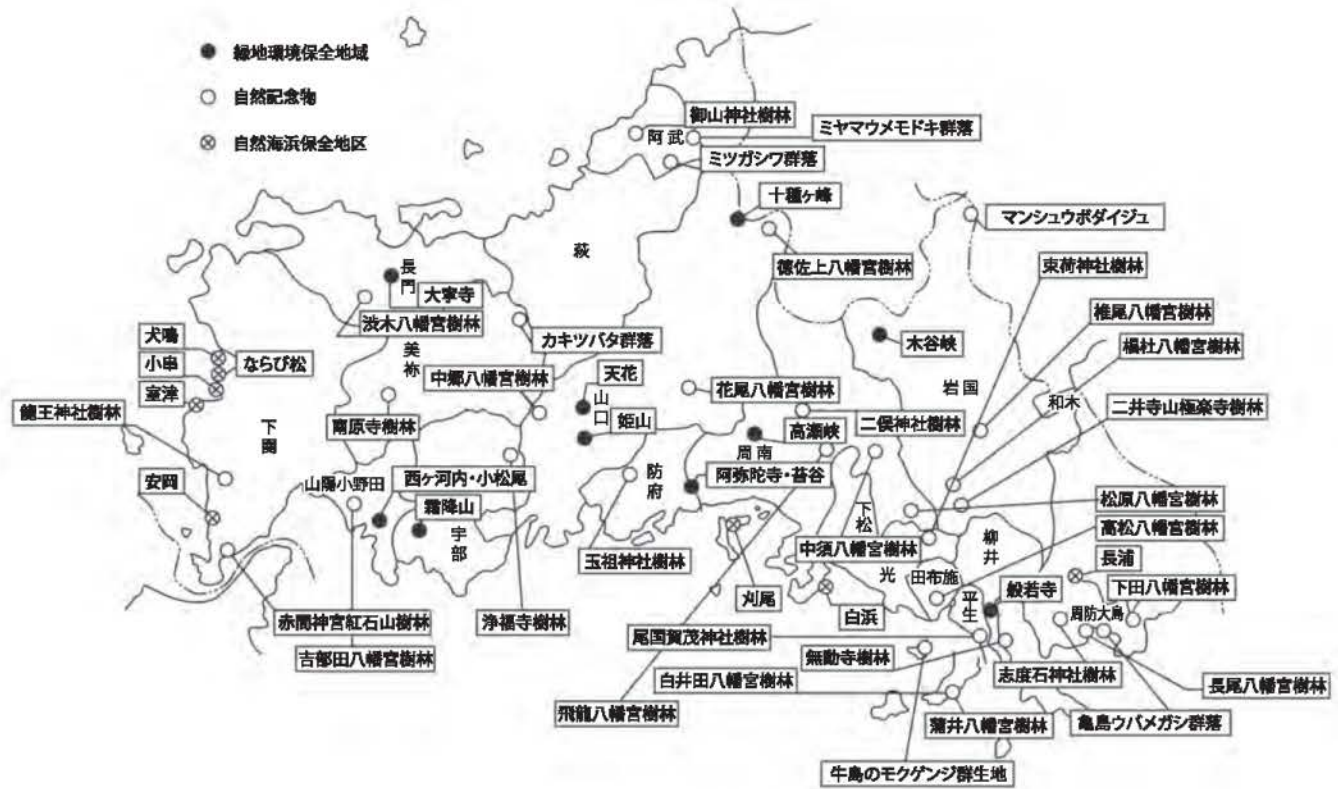 緑地環境保全地域
自然記念物
自然海浜保全地区
御山神社樹林
阿武
ミヤマウメモドキ群落
ミツガシワ群落
十種ヶ峰
マンシュウボダイジュ
萩
徳佐上八幡宮樹林
束荷神社樹林
長門
大寧寺
渋木八幡宮樹林
カキツバタ群落
木谷峡
椎尾八幡宮樹林
犬鳴
小串
室津
ならび松
美祢
中郷八幡宮樹林
天花
山口
姫山
花尾八幡宮樹林
岩国
楊社八幡宮樹林
和木
二井寺山極楽寺樹林
龍王神社樹林
下関
南原寺樹林
周南
高瀬峡
二俣神社樹林
安岡
山陽小野田
西ヶ河内・小松尾
霜降山
宇部
防府
阿弥陀寺・苔谷
下松
松原八幡宮樹林
高松八幡宮樹林
玉祖神社樹林
中須八幡宮樹林
柳井
光
田布施
平生
長浦
下田八幡宮樹林
般若寺
周防大島
刈尾
白浜
赤間神宮紅石山樹林
浄福寺樹林
吉部田八幡宮樹林
尾国賀茂神社樹林
無動寺樹林
白井田八幡宮樹林
志度石神社樹林
長尾八幡宮樹林
飛龍八幡宮樹林
蒲井八幡宮樹林
亀島ウバメガシ群落
牛島のモクゲンジ群生地